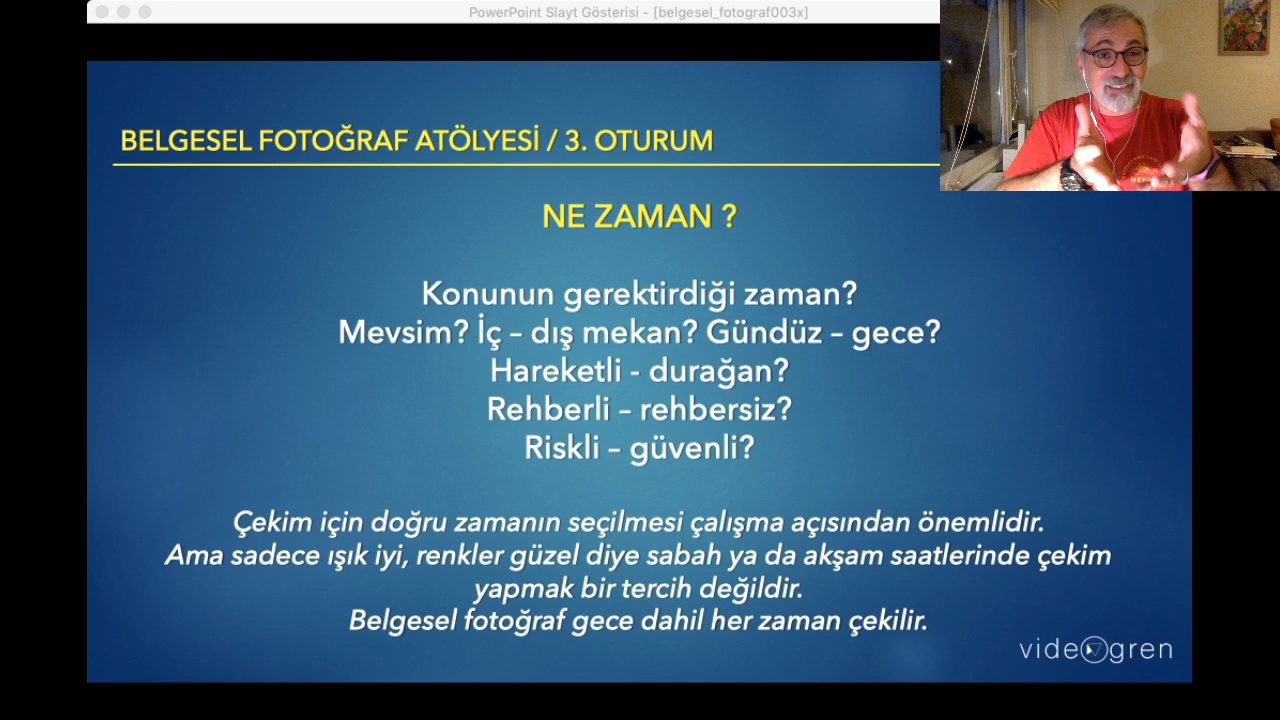 PowerPoint Slayt Gösterisi - [belgesel_fotograf003x]
BELGESEL FOTOĞRAF ATÖLYESİ / 3. OTURUM
NE ZAMAN ?
Konunun gerektirdiği zaman?
Mevsim? İç – dış mekan? Gündüz – gece?
Hareketli - durağan?
Rehberli – rehbersiz?
Riskli – güvenli?
Çekim için doğru zamanın seçilmesi çalışma açısından önemlidir.
Ama sadece ışık iyi, renkler güzel diye sabah ya da akşam saatlerinde çekim
yapmak bir tercih değildir.
Belgesel fotoğraf gece dahil her zaman çekilir.
videogren